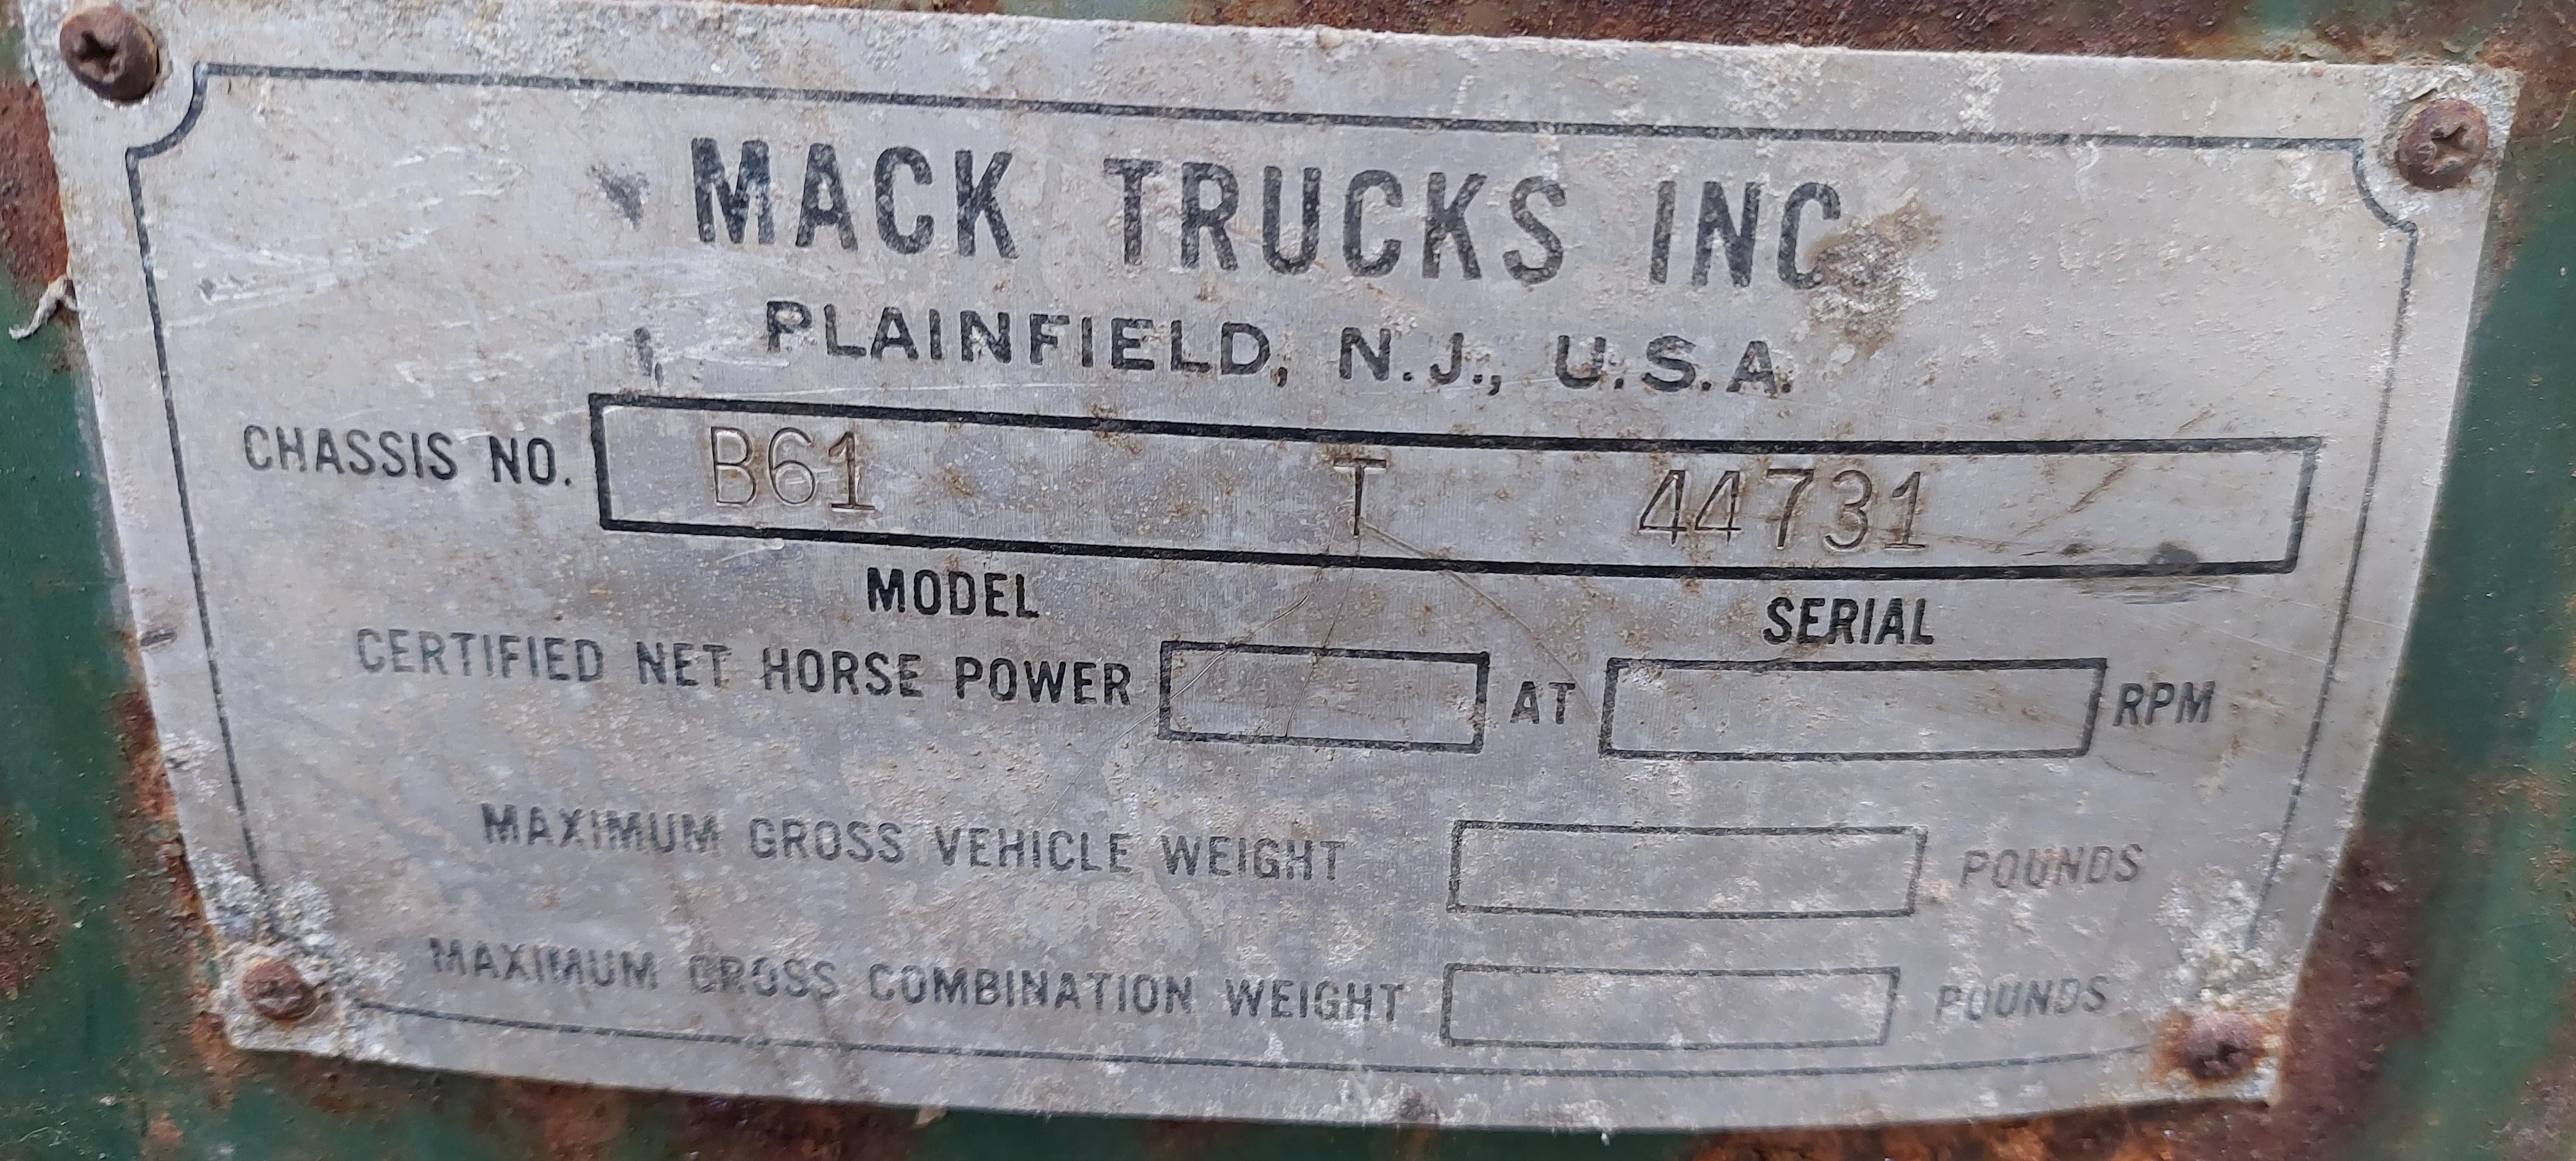 MACK TRUCKS INC
PLAINFIELD, N.J., U.S.A.
CHASSIS NO. B61 T 44731
MODEL SERIAL
CERTIFIED NET HORSE POWER AT RPM
MAXIMUM GROSS VEHICLE WEIGHT POUNDS
MAXIMUM GROSS COMBINATION WEIGHT POUNDS